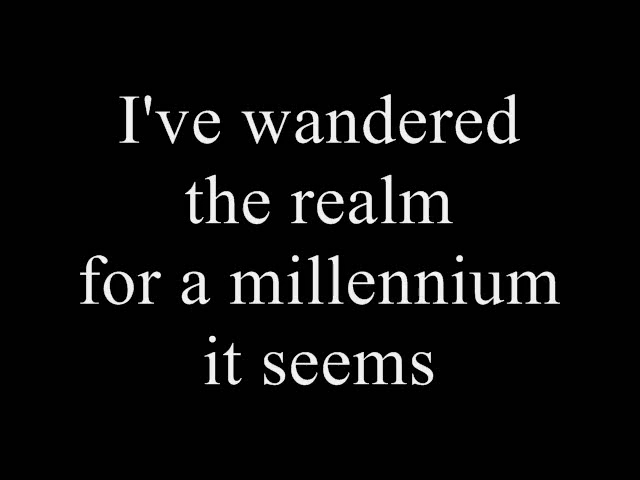 I've wandered
the realm
for a millennium
it seems